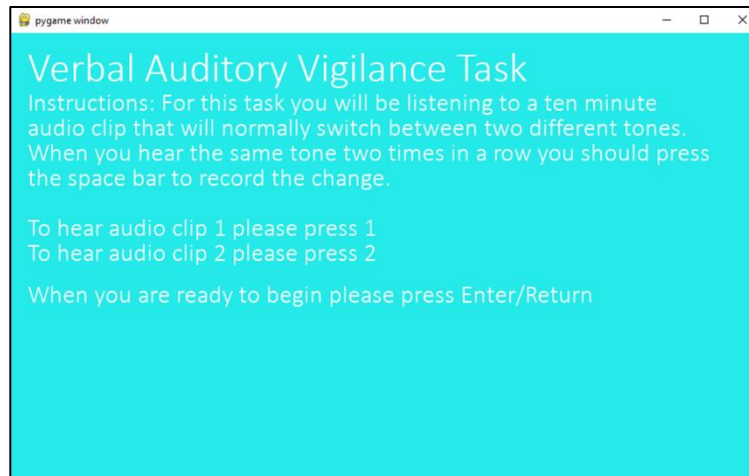 pygame window
Verbal Auditory Vigilance Task
Instructions: For this task you will be listening to a ten minute
audio clip that will normally switch between two different tones.
When you hear the same tone two times in a row you should press
the space bar to record the change.
To hear audio clip 1 please press 1
To hear audio clip 2 please press 2
When you are ready to begin please press Enter/Return